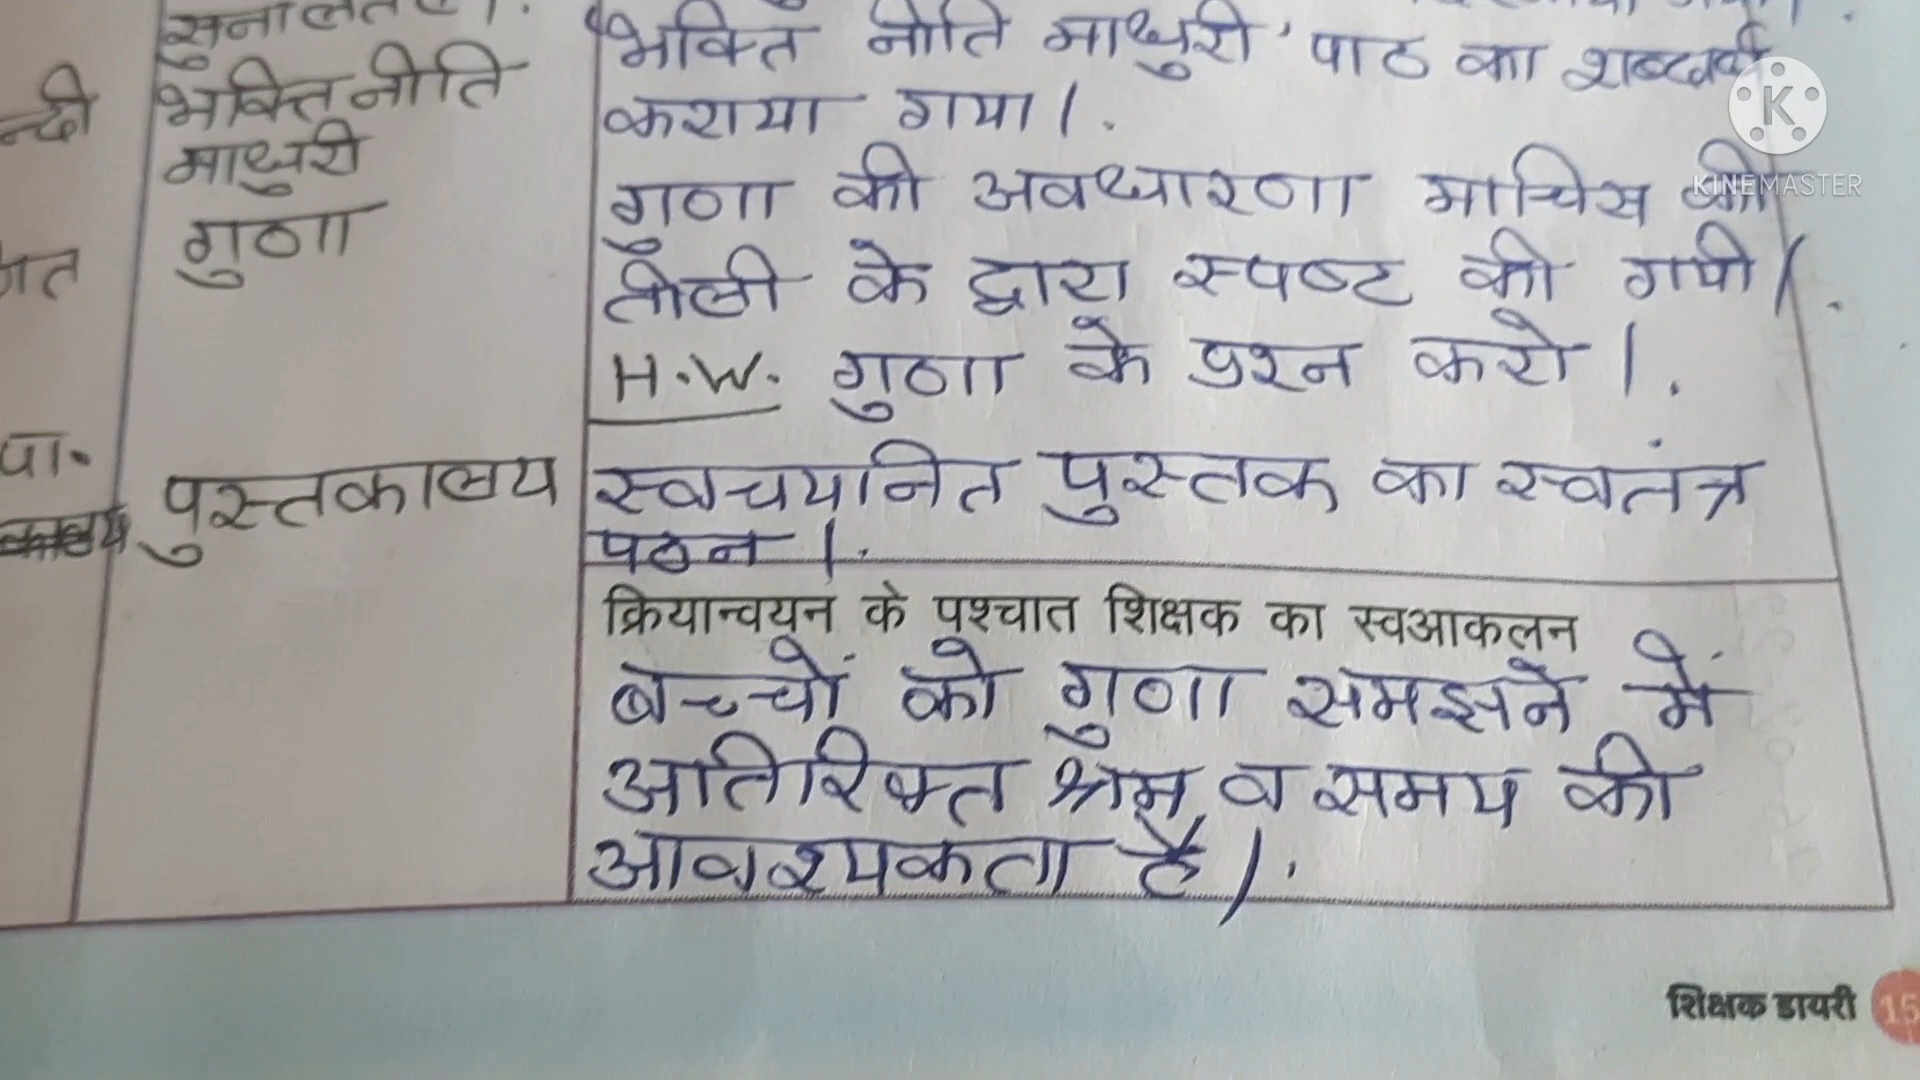 भक्ति नीति माधुरी' पाठ का शब्दार्थ
कराया गया।
न्दी
भक्ति नीति
माधुरी
गुणा
गुणा की अवधारणा माचिस की
तीली के द्वारा स्पष्ट की गयी।
H.W. गुणा के प्रश्न करो।
पा.
पुस्तकालय
स्वचयनित पुस्तक का स्वतंत्र
पठन।
क्रियान्वयन के पश्चात शिक्षक का स्वआकलन
बच्चों को गुणा समझने में
अतिरिक्त श्रम व समय की
आवश्यकता है।
शिक्षक डायरी 15
K
KINEMASTER